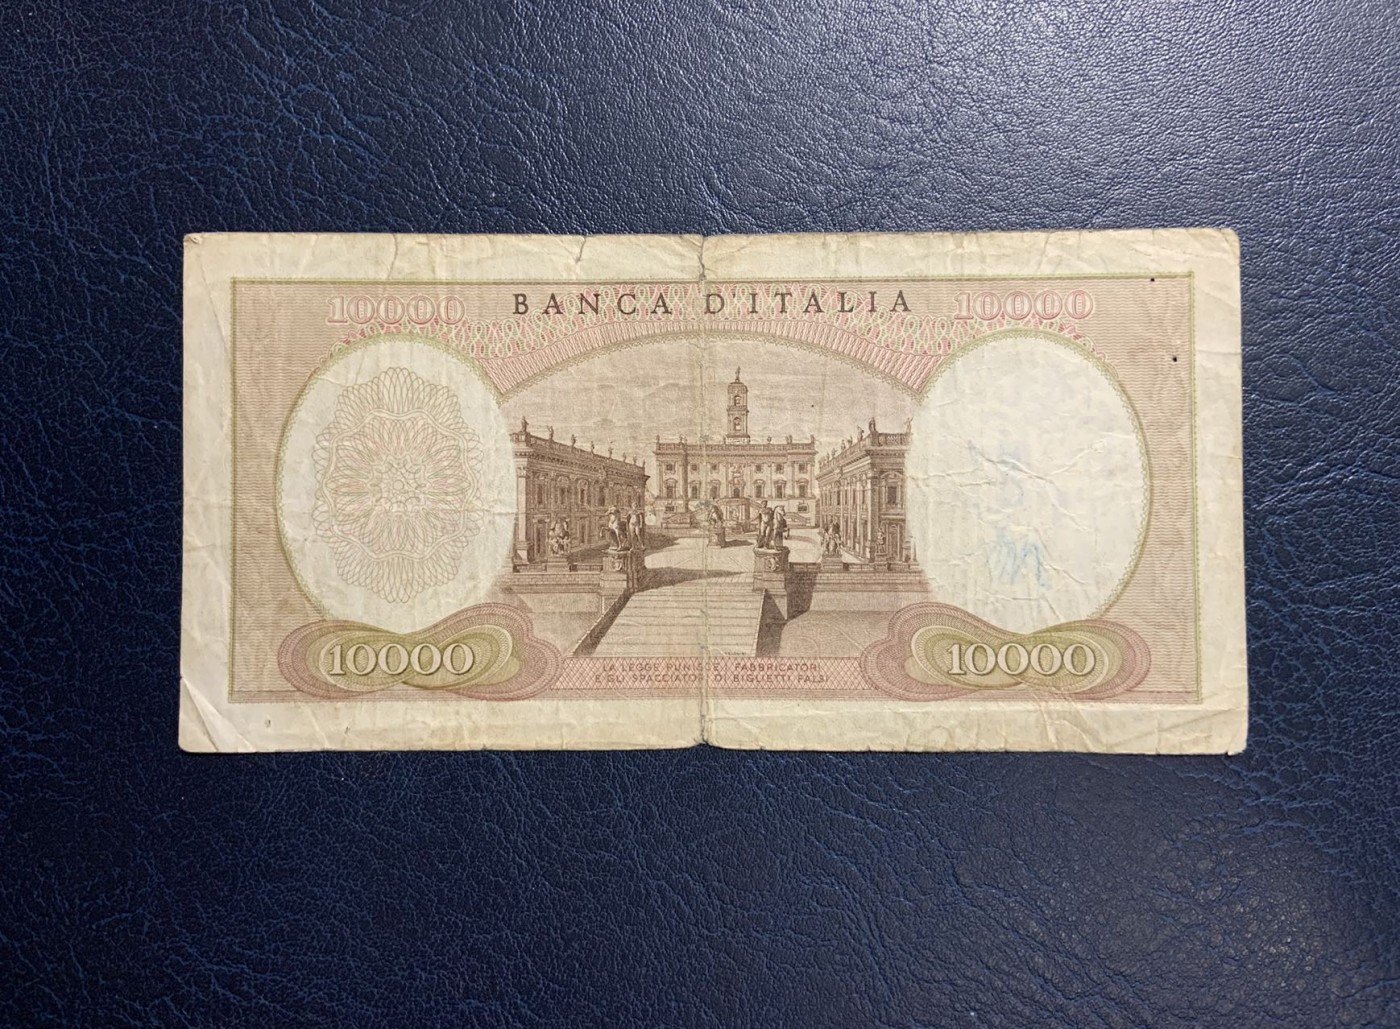 10000 BANCA D'ITALIA 10000
10000
LA LEGGE PUNISCE I FABBRICATORI
E GLI SPACCIATORI DI BIGLIETTI FALSI
10000